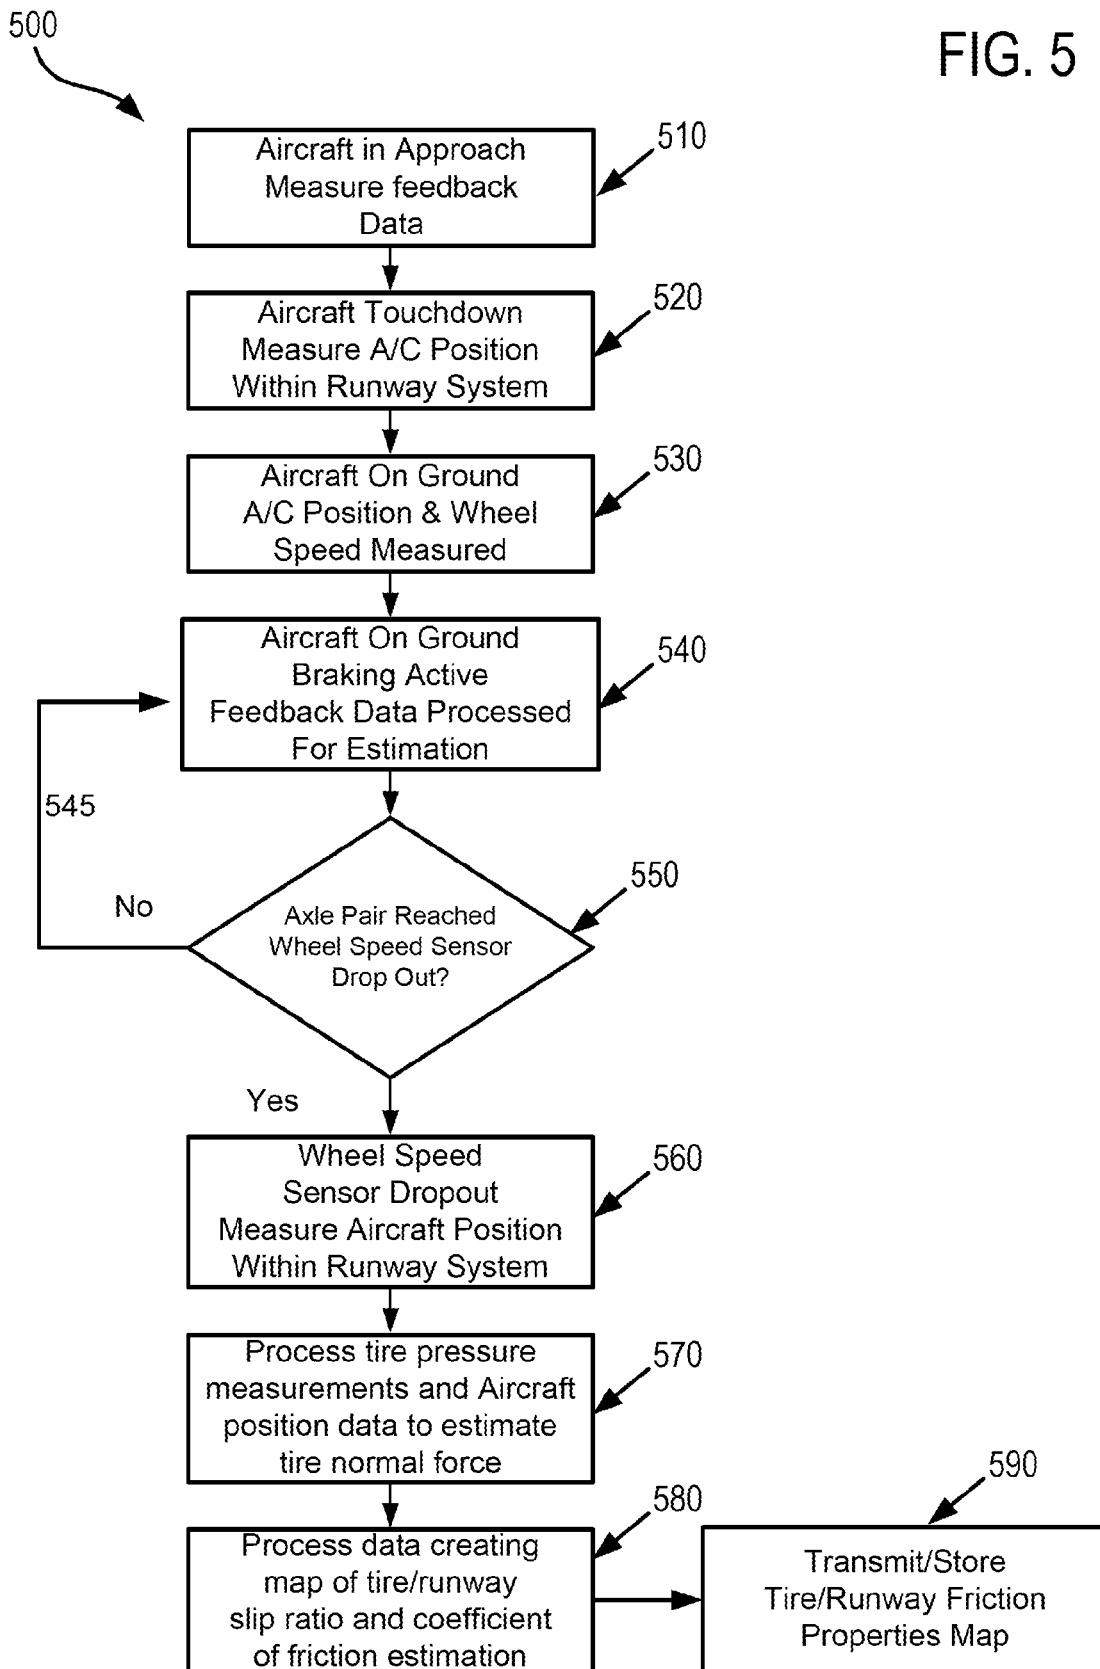 500
FIG. 5
510
Aircraft in Approach
Measure feedback
Data
520
Aircraft Touchdown
Measure A/C Position
Within Runway System
530
Aircraft On Ground
A/C Position & Wheel
Speed Measured
540
Aircraft On Ground
Braking Active
Feedback Data Processed
For Estimation
545
No
550
Axle Pair Reached
Wheel Speed Sensor
Drop Out?
Yes
560
Wheel Speed
Sensor Dropout
Measure Aircraft Position
Within Runway System
570
Process tire pressure
measurements and Aircraft
position data to estimate
tire normal force
580
Process data creating
map of tire/runway
slip ratio and coefficient
of friction estimation
590
Transmit/Store
Tire/Runway Friction
Properties Map